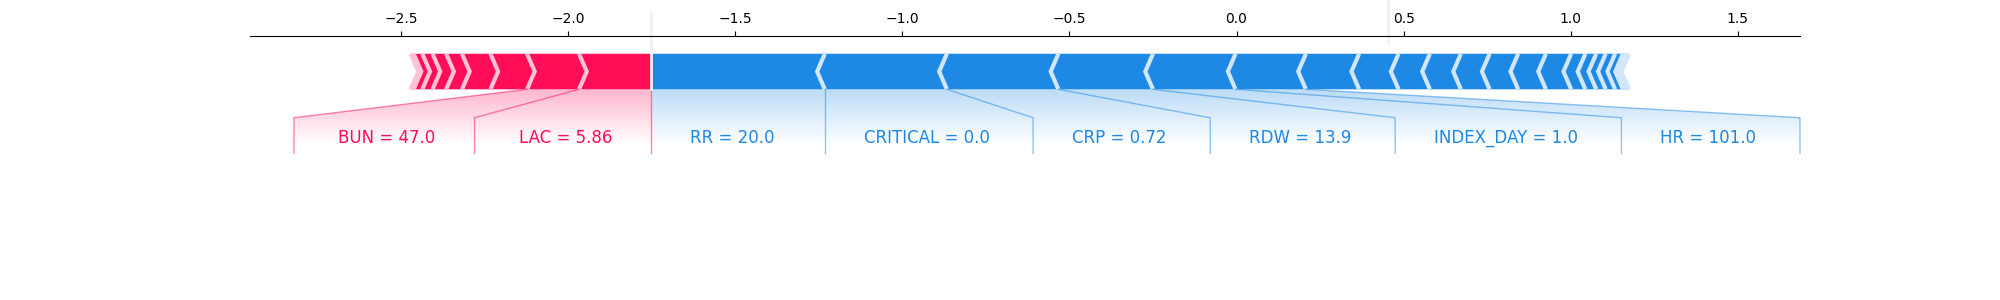 −2.5 −2.0 −1.5 −1.0 −0.5 0.0 0.5 1.0 1.5
BUN = 47.0 LAC = 5.86 RR = 20.0 CRITICAL = 0.0 CRP = 0.72 RDW = 13.9 INDEX_DAY = 1.0 HR = 101.0